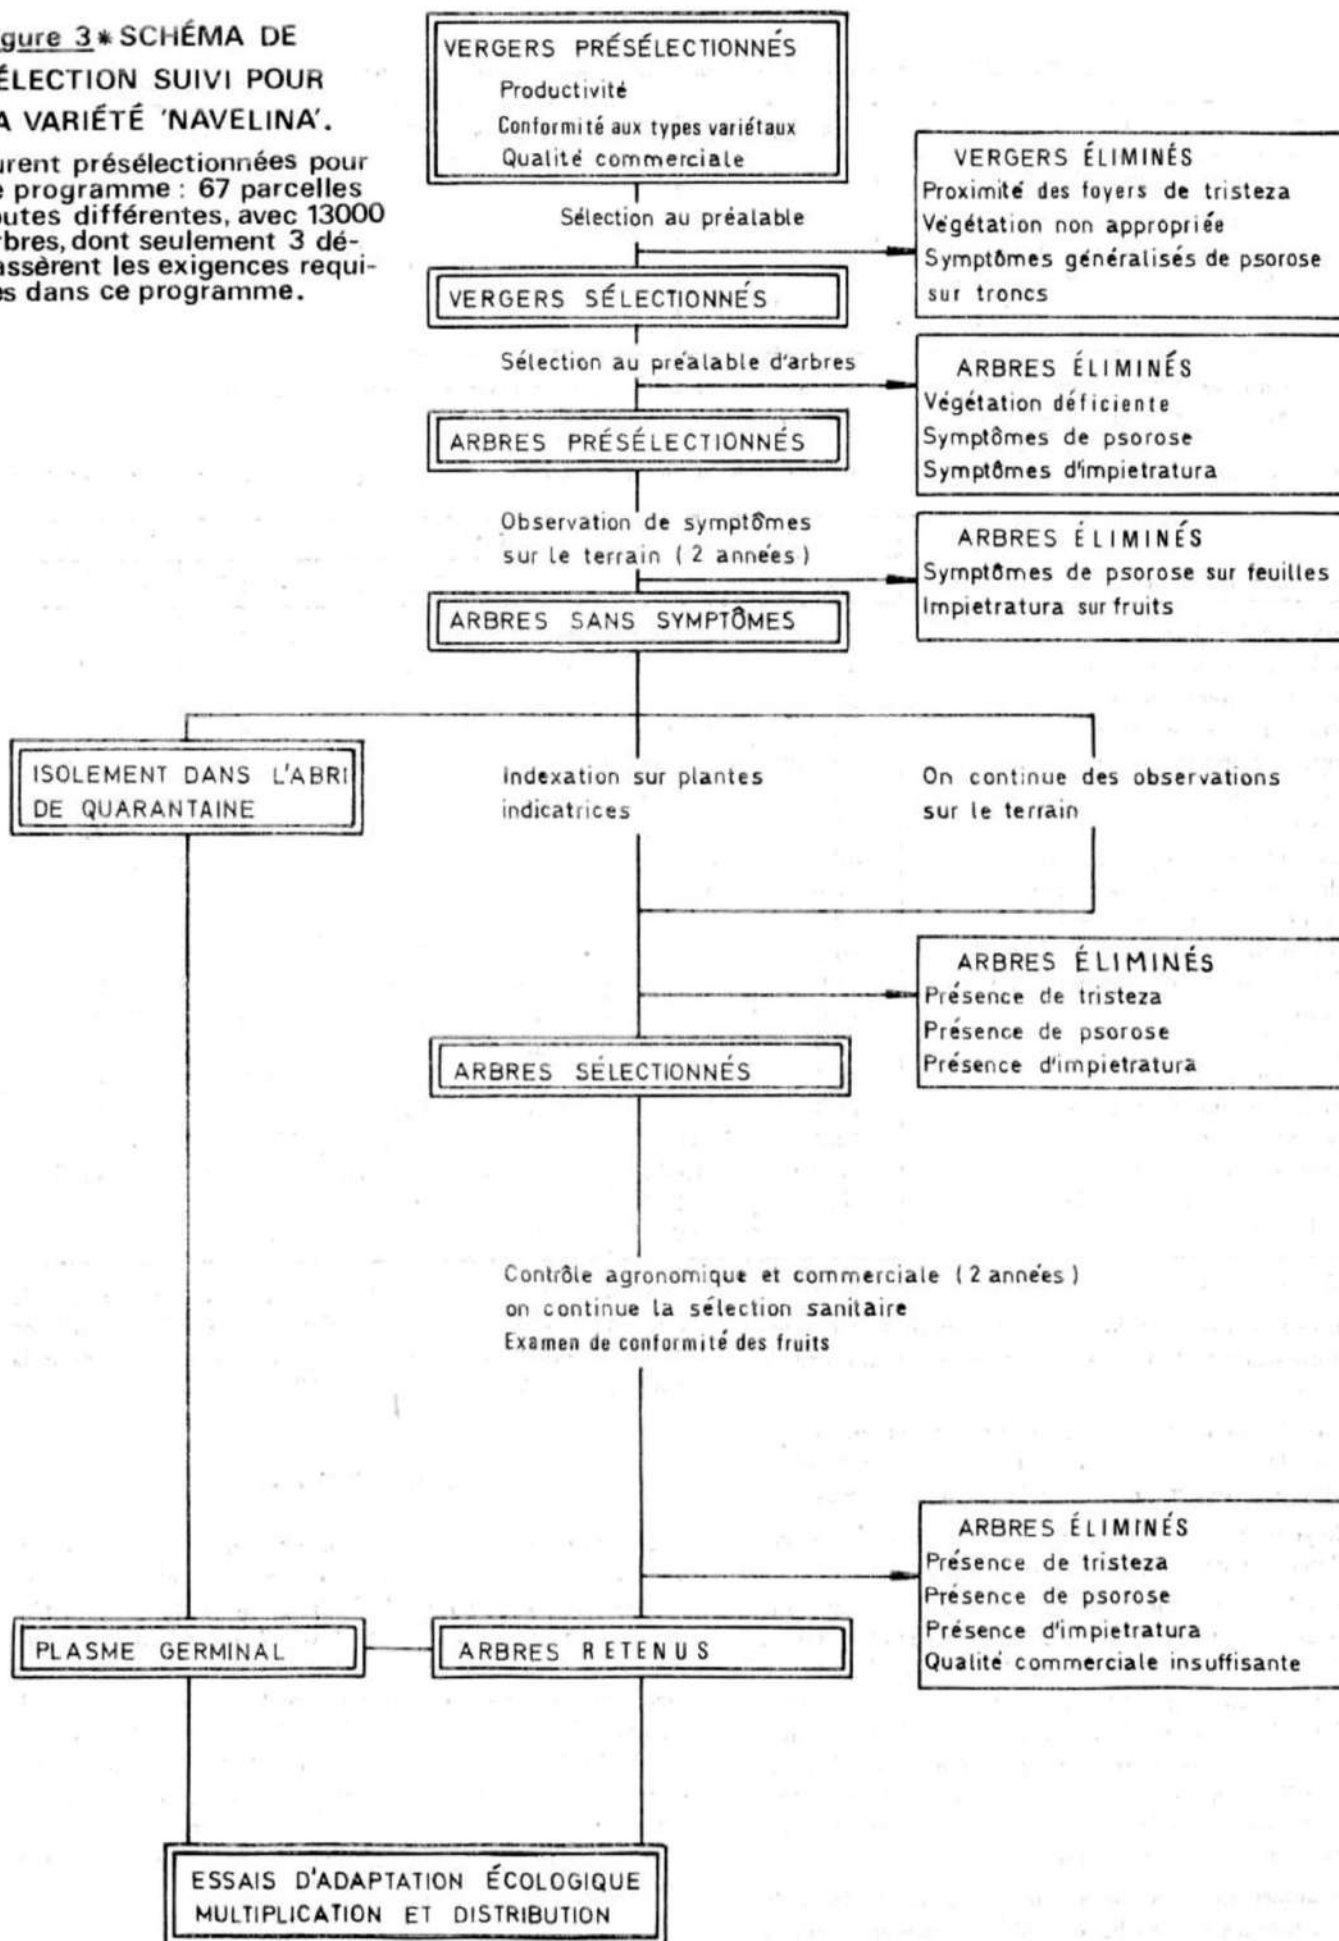 gure 3 * SCHÉMA DE
ÉLECTION SUIVI POUR
A VARIÉTÉ 'NAVELINA'.
urent présélectionnées pour
e programme : 67 parcelles
outes différentes, avec 13000
rbres, dont seulement 3 dé-
assèrent les exigences requi-
es dans ce programme.
VERGERS PRÉSÉLECTIONNÉS
Productivité
Conformité aux types variétaux
Qualité commerciale
Sélection au préalable
VERGERS ÉLIMINÉS
Proximité des foyers de tristeza
Végétation non appropriée
Symptômes généralisés de psorose
sur troncs
VERGERS SÉLECTIONNÉS
Sélection au préalable d'arbres
ARBRES ÉLIMINÉS
Végétation déficiente
Symptômes de psorose
Symptômes d'impietratura
ARBRES PRÉSÉLECTIONNÉS
Observation de symptômes
sur le terrain ( 2 années )
ARBRES ÉLIMINÉS
Symptômes de psorose sur feuilles
Impietratura sur fruits
ARBRES SANS SYMPTÔMES
ISOLEMENT DANS L'ABRI
DE QUARANTAINE
Indexation sur plantes
indicatrices
On continue des observations
sur le terrain
ARBRES ÉLIMINÉS
Présence de tristeza
Présence de psorose
Présence d'impietratura
ARBRES SÉLECTIONNÉS
Contrôle agronomique et commerciale ( 2 années )
on continue la sélection sanitaire
Examen de conformité des fruits
ARBRES ÉLIMINÉS
Présence de tristeza
Présence de psorose
Présence d'impietratura
Qualité commerciale insuffisante
PLASME GERMINAL
ARBRES RETENUS
ESSAIS D'ADAPTATION ÉCOLOGIQUE
MULTIPLICATION ET DISTRIBUTION